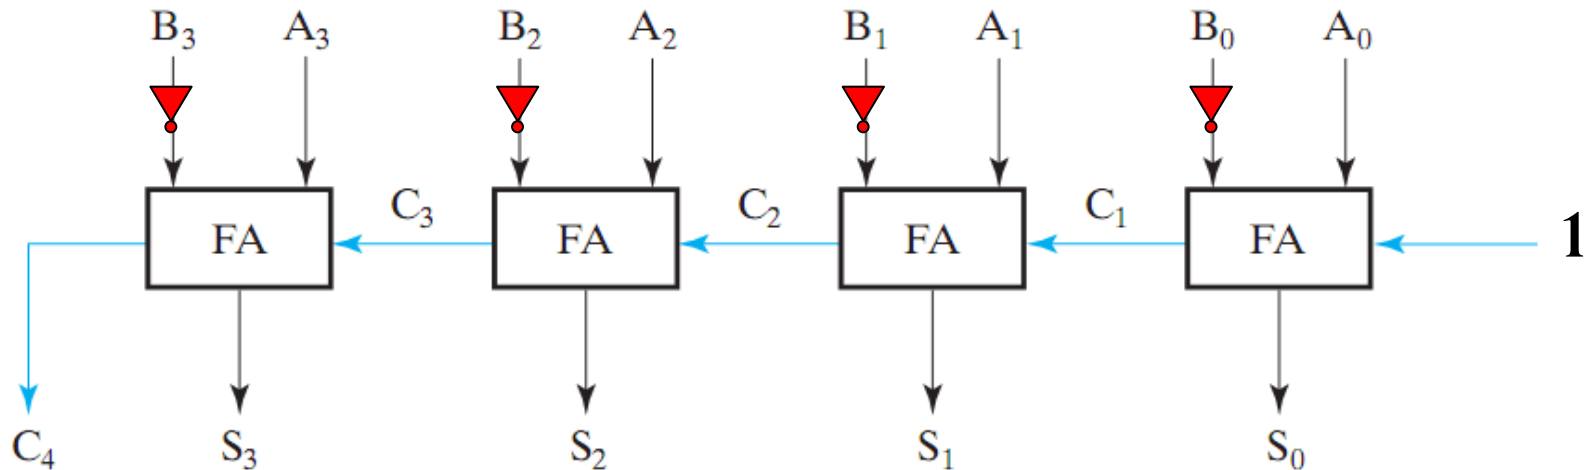 B₃ A₃ B₂ A₂ B₁ A₁ B₀ A₀
C₃ C₂ C₁
FA FA FA FA 1
C₄ S₃ S₂ S₁ S₀